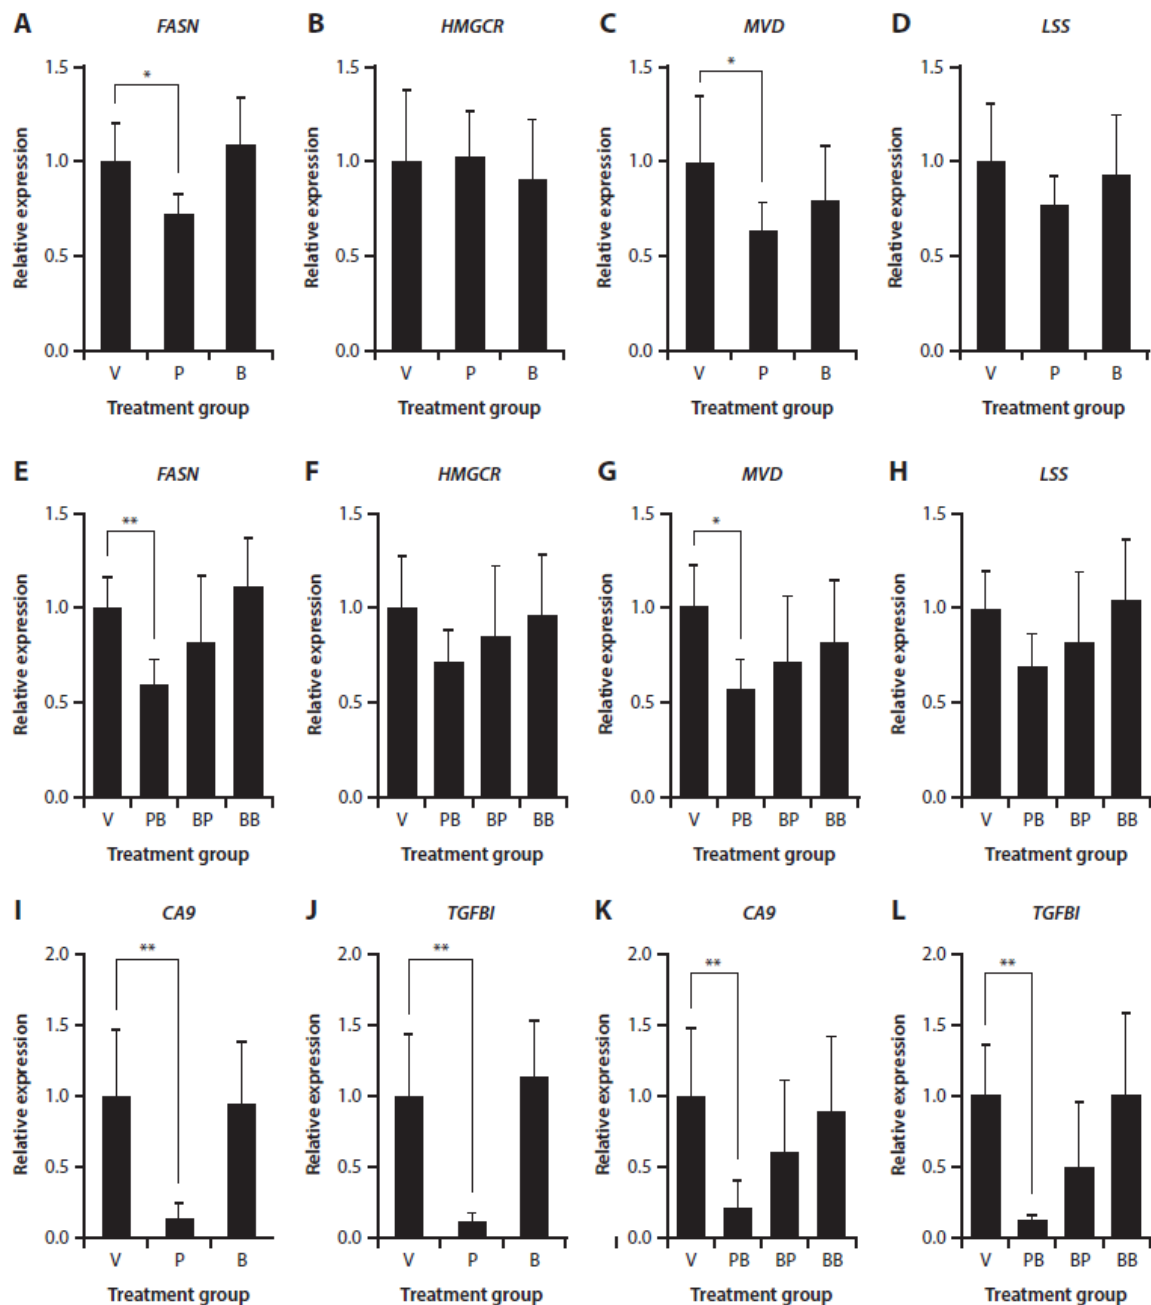 A FASN B HMGCR C MVD D LSS
Relative expression Relative expression Relative expression Relative expression
1.5 1.5 1.5 1.5
* *
1.0 1.0 1.0 1.0
0.5 0.5 0.5 0.5
0.0 0.0 0.0 0.0
V P B V P B V P B V P B
Treatment group Treatment group Treatment group Treatment group
E FASN F HMGCR G MVD H LSS
Relative expression Relative expression Relative expression Relative expression
1.5 1.5 1.5 1.5
** *
1.0 1.0 1.0 1.0
0.5 0.5 0.5 0.5
0.0 0.0 0.0 0.0
V PB BP BB V PB BP BB V PB BP BB V PB BP BB
Treatment group Treatment group Treatment group Treatment group
I CA9 J TGFBI K CA9 L TGFBI
Relative expression Relative expression Relative expression Relative expression
2.0 2.0 2.0 2.0
** ** ** **
1.5 1.5 1.5 1.5
1.0 1.0 1.0 1.0
0.5 0.5 0.5 0.5
0.0 0.0 0.0 0.0
V P B V P B V PB BP BB V PB BP BB
Treatment group Treatment group Treatment group Treatment group